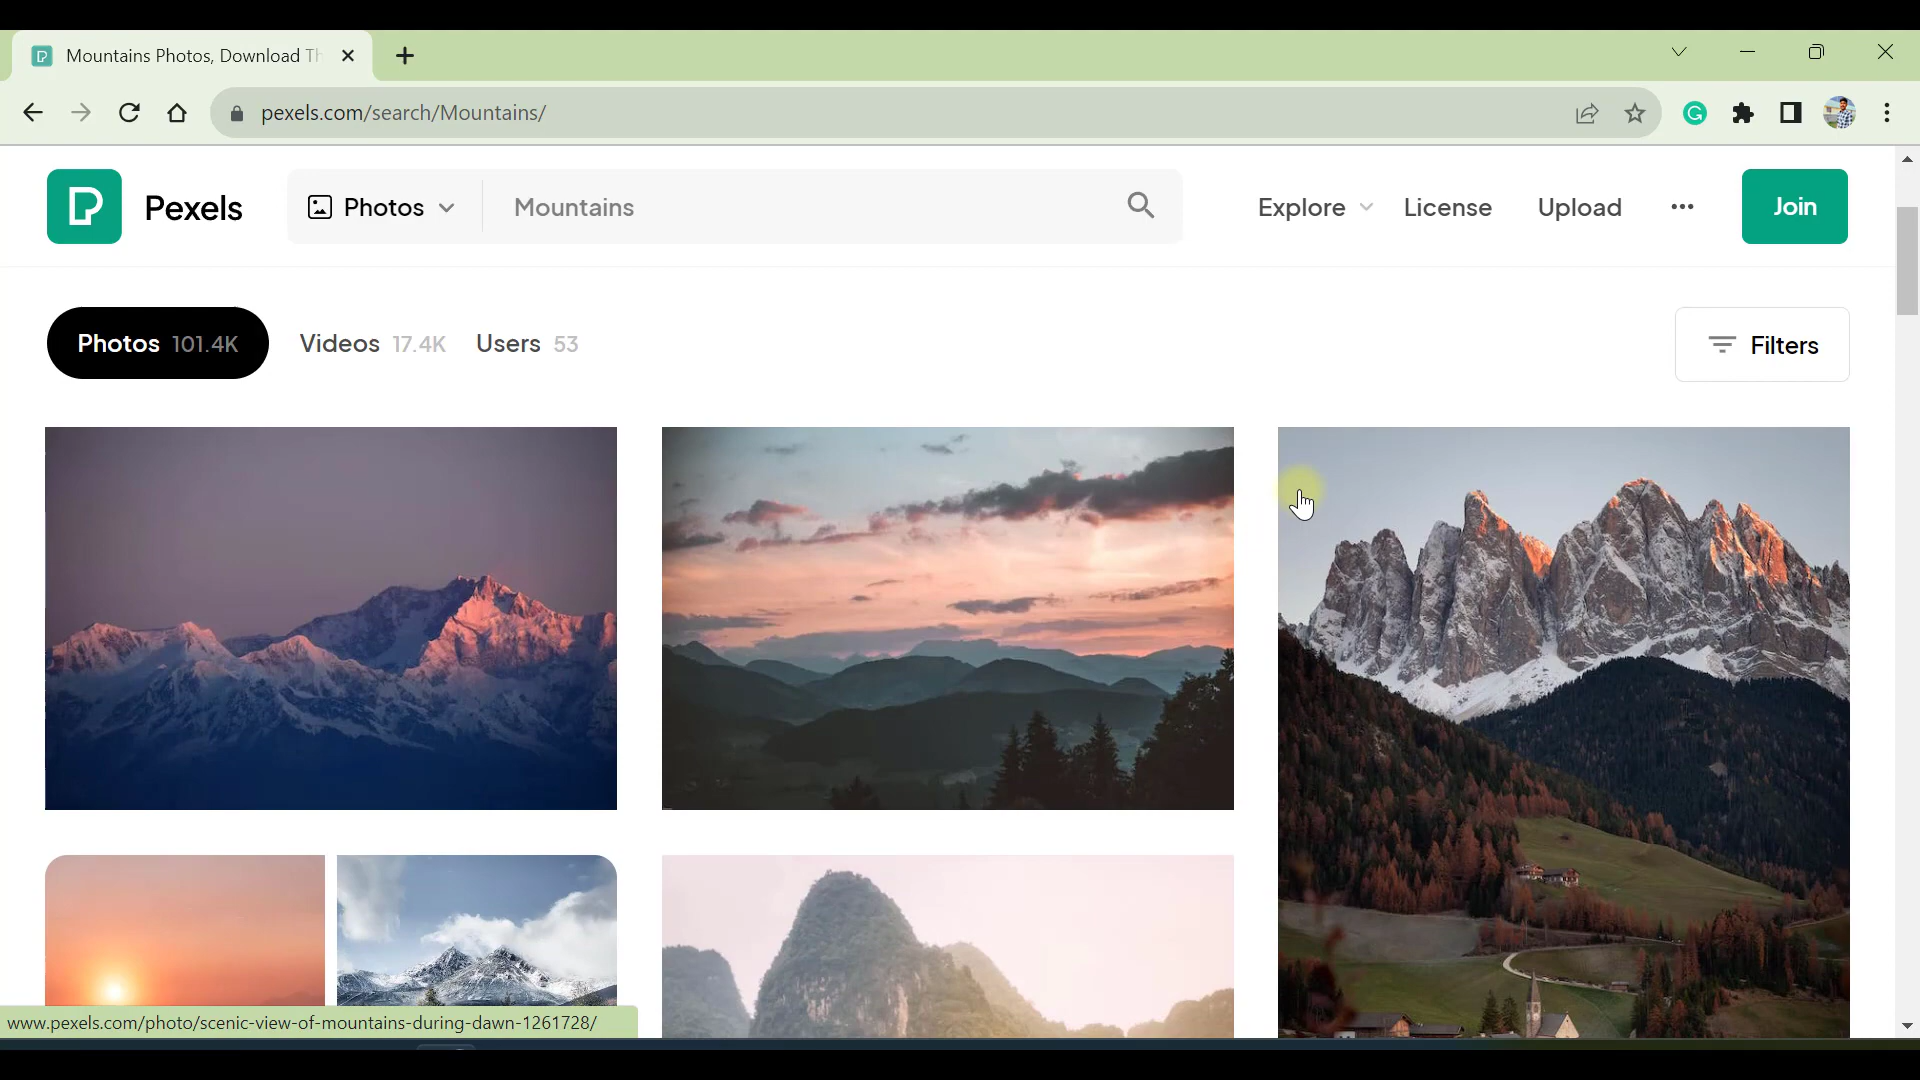 Mountains Photos, Download Th
pexels.com/search/Mountains/
Pexels
Photos
Mountains
Explore
License
Upload
Join
Photos 101.4K
Videos 17.4K
Users 53
Filters
www.pexels.com/photo/scenic-view-of-mountains-during-dawn-1261728/